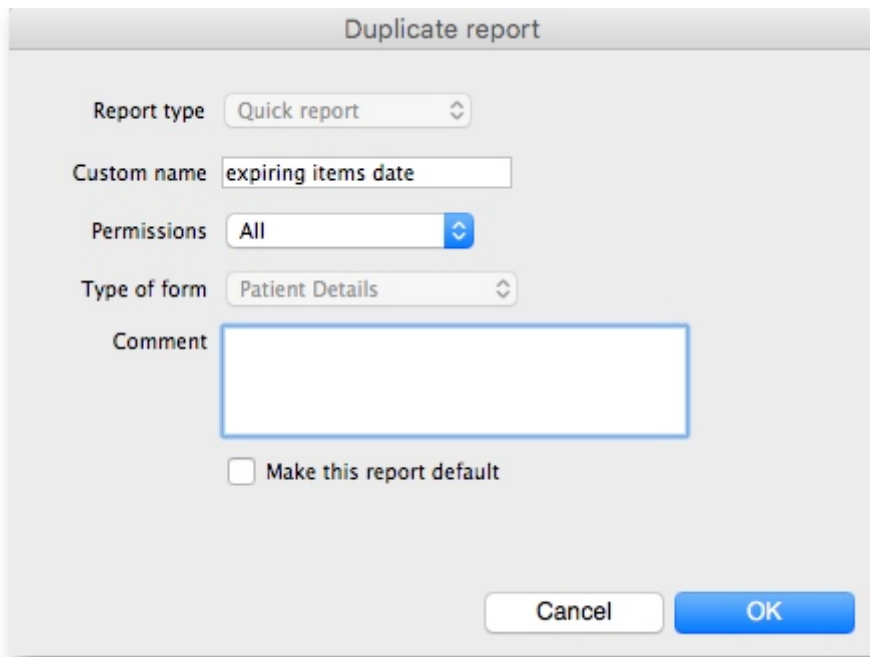 Duplicate report
Report type Quick report
Custom name expiring items date
Permissions All
Type of form Patient Details
Comment
Make this report default
Cancel OK